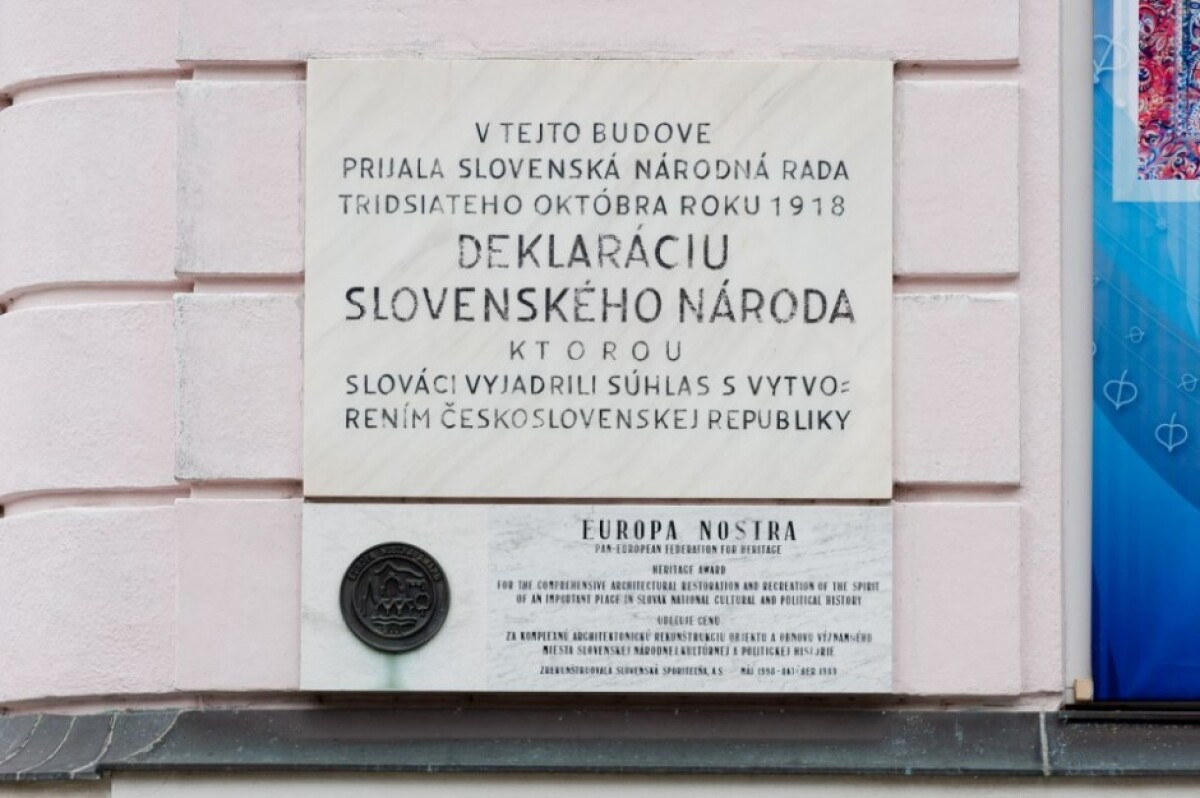 V TEJTO BUDOVE
PRIJALA SLOVENSKÁ NÁRODNÁ RADA
TRIDSIATEHO OKTÓBRA ROKU 1918
DEKLARÁCIU
SLOVENSKÉHO NÁRODA
KTOROU
SLOVÁCI VYJADRILI SÚHLAS S VYTVO=
RENÍM ČESKOSLOVENSKEJ REPUBLIKY
EUROPA NOSTRA
PAN-EUROPEAN FEDERATION FOR HERITAGE
HERITAGE AWARD
FOR THE COMPREHENSIVE ARCHITECTURAL RESTORATION AND RECREATION OF THE SPIRIT
OF AN IMPORTANT PLACE IN SLOVAK NATIONAL CULTURAL AND POLITICAL HISTORY
UDEĽUJE CENU
ZA KOMPLEXNÚ ARCHITEKTONICKÚ REKONŠTRUKCIU OBJEKTU A OBNOVU VÝZNAMNÉHO
MIESTA SLOVENSKEJ NÁRODNEJ, KULTÚRNEJ A POLITICKEJ HISTÓRIE
ZREKONŠTRUOVALA SLOVENSKÁ SPORITEĽŇA, A.S. MÁJ